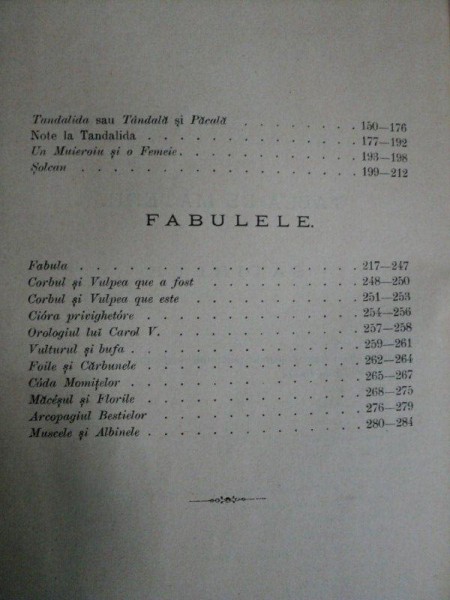 Tandalida sau Tândală și Păcală . . . . . . . . 150—176
Note la Tandalida . . . . . . . . . . . . . 177—192
Un Muieroiu și o Femeie . . . . . . . . . . . 193—198
Șolcan . . . . . . . . . . . . . . . . . 199—212
FABULELE.
Fabula . . . . . . . . . . . . . . . . . 217—247
Corbul și Vulpea que a fost . . . . . . . . . . 248—250
Corbul și Vulpea que este . . . . . . . . . . 251—253
Cióra privighetóre . . . . . . . . . . . . . 254—256
Orologiul lui Carol V. . . . . . . . . . . . . 257—258
Vulturul și bufa . . . . . . . . . . . . . . 259—261
Foile și Cărbunele . . . . . . . . . . . . . 262—264
Códa Momițelor . . . . . . . . . . . . . . 265—267
Măcéșul și Florile . . . . . . . . . . . . . 268—275
Arcopagiul Bestielor . . . . . . . . . . . . 276—279
Muscele și Albinele . . . . . . . . . . . . . 280—284